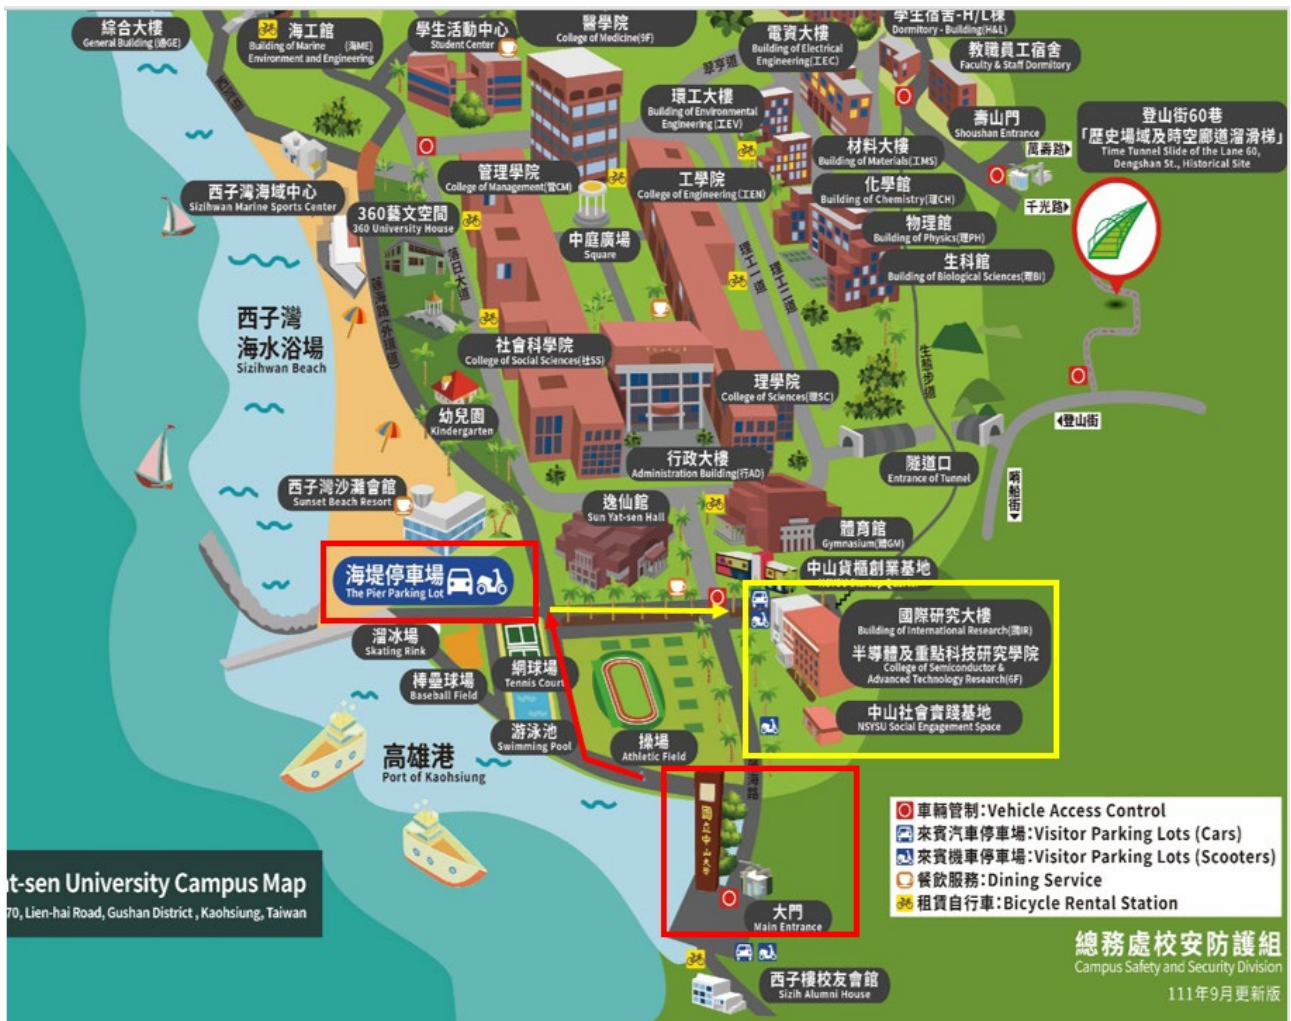 綜合大樓
General Building (通GE)
海工館
Building of Marine (海ME)
Environment and Engineering
學生活動中心
Student Center
醫學院
College of Medicine(9F)
電資大樓
Building of Electrical
Engineering(工EC)
學生宿舍-H/L棟
Dormitory - Building(H&L)
教職員工宿舍
Faculty & Staff Dormitory
翠亨道
環工大樓
Building of Environmental
Engineering (工EV)
壽山門
Shoushan Entrance
萬壽路
千光路
登山街60巷
「歷史場域及時空廊道溜滑梯」
Time Tunnel Slide of the Lane 60,
Dengshan St., Historical Site
材料大樓
Building of Materials(工MS)
管理學院
College of Management(管CM)
工學院
College of Engineering(工EN)
化學館
Building of Chemistry(理CH)
西子灣海域中心
Sizihwan Marine Sports Center
360藝文空間
360 University House
中庭廣場
Square
物理館
Building of Physics(理PH)
生科館
Building of Biological Sciences(理BI)
落日大道
理工一道
理工二道
蓮海路(外環道)
西子灣
海水浴場
Sizihwan Beach
社會科學院
College of Social Sciences(社SS)
理學院
College of Sciences(理SC)
生態步道
幼兒園
Kindergarten
登山街
行政大樓
Administration Building(行AD)
隧道口
Entrance of Tunnel
哨船街
西子灣沙灘會館
Sunset Beach Resort
逸仙館
Sun Yat-sen Hall
體育館
Gymnasium(體GM)
海堤停車場
The Pier Parking Lot
中山貨櫃創業基地
國際研究大樓
Building of International Research(國IR)
半導體及重點科技研究學院
College of Semiconductor &
Advanced Technology Research(6F)
溜冰場
Skating Rink
網球場
Tennis Court
棒壘球場
Baseball Field
中山社會實踐基地
NSYSU Social Engagement Space
游泳池
Swimming Pool
操場
Athletic Field
高雄港
Port of Kaohsiung
蓮海路
國立中山大學
大門
Main Entrance
車輛管制:Vehicle Access Control
來賓汽車停車場:Visitor Parking Lots (Cars)
來賓機車停車場:Visitor Parking Lots (Scooters)
餐飲服務:Dining Service
租賃自行車:Bicycle Rental Station
at-sen University Campus Map
70, Lien-hai Road, Gushan District , Kaohsiung, Taiwan
西子樓校友會館
Sizih Alumni House
總務處校安防護組
Campus Safety and Security Division
111年9月更新版